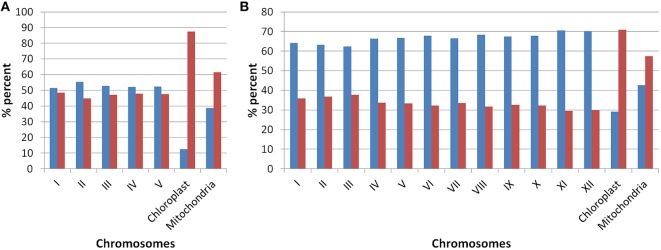 A
% percent
100
90
80
70
60
50
40
30
20
10
0
I II III IV V Chloroplast Mitochondria
Chromosomes
B
% percent
80
70
60
50
40
30
20
10
0
I II III IV V VI VII VIII IX X XI XII Chloroplast Mitochondria
Chromosomes